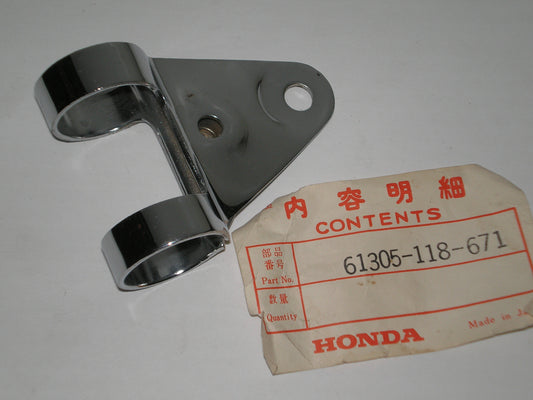 内容明細
CONTENTS
部品
番号
Part No.
61305-118-671
数量
Quantity
HONDA
Made in